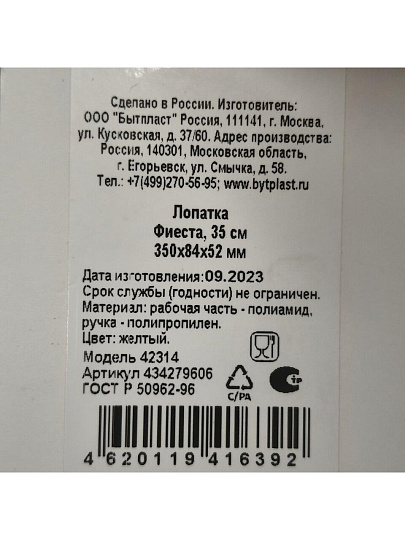 Сделано в России. Изготовитель:
ООО "Бытпласт" Россия, 111141, г. Москва,
ул. Кусковская, д. 37/60. Адрес производства:
Россия, 140301, Московская область,
г. Егорьевск, ул. Смычка, д. 58.
Тел.: +7(499)270-56-95; www.bytplast.ru
Лопатка
Фиеста, 35 см
350х84х52 мм
Дата изготовления:09.2023
Срок службы (годности) не ограничен.
Материал: рабочая часть - полиамид,
ручка - полипропилен.
Цвет: желтый.
Модель 42314
Артикул 434279606
ГОСТ Р 50962-96
C/PA
4 620119 416392